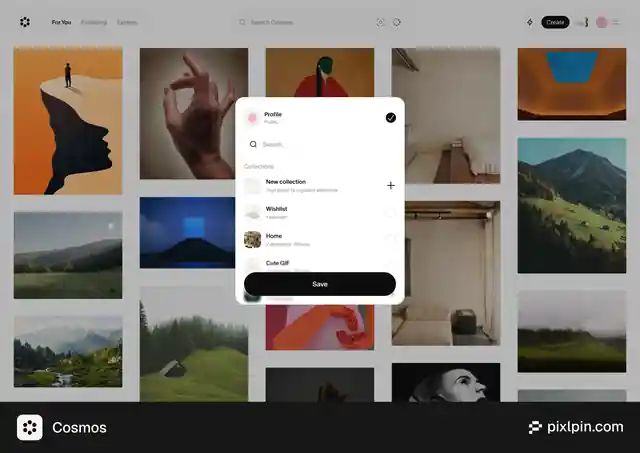 For You
Following
Search Cosmos
Create
Profile
Search
Collections
New collection
Wishlist
Home
Cute GIF
Save
Cosmos
pixlpin.com